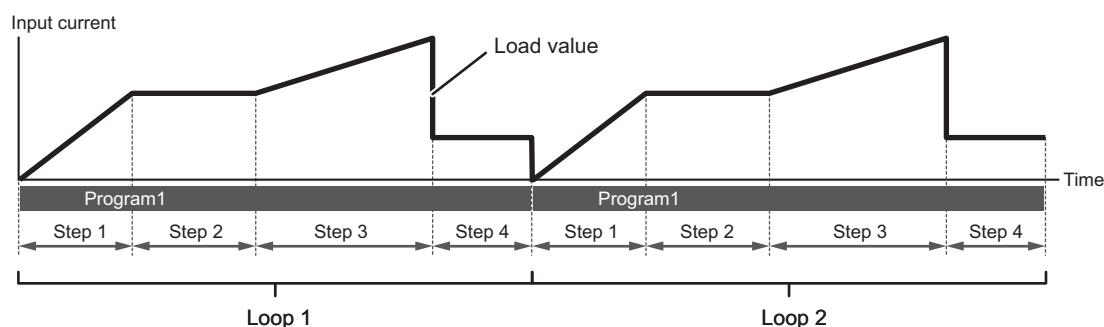 Input current
Load value
Time
Program1 Program1
Step 1 Step 2 Step 3 Step 4 Step 1 Step 2 Step 3 Step 4
Loop 1 Loop 2